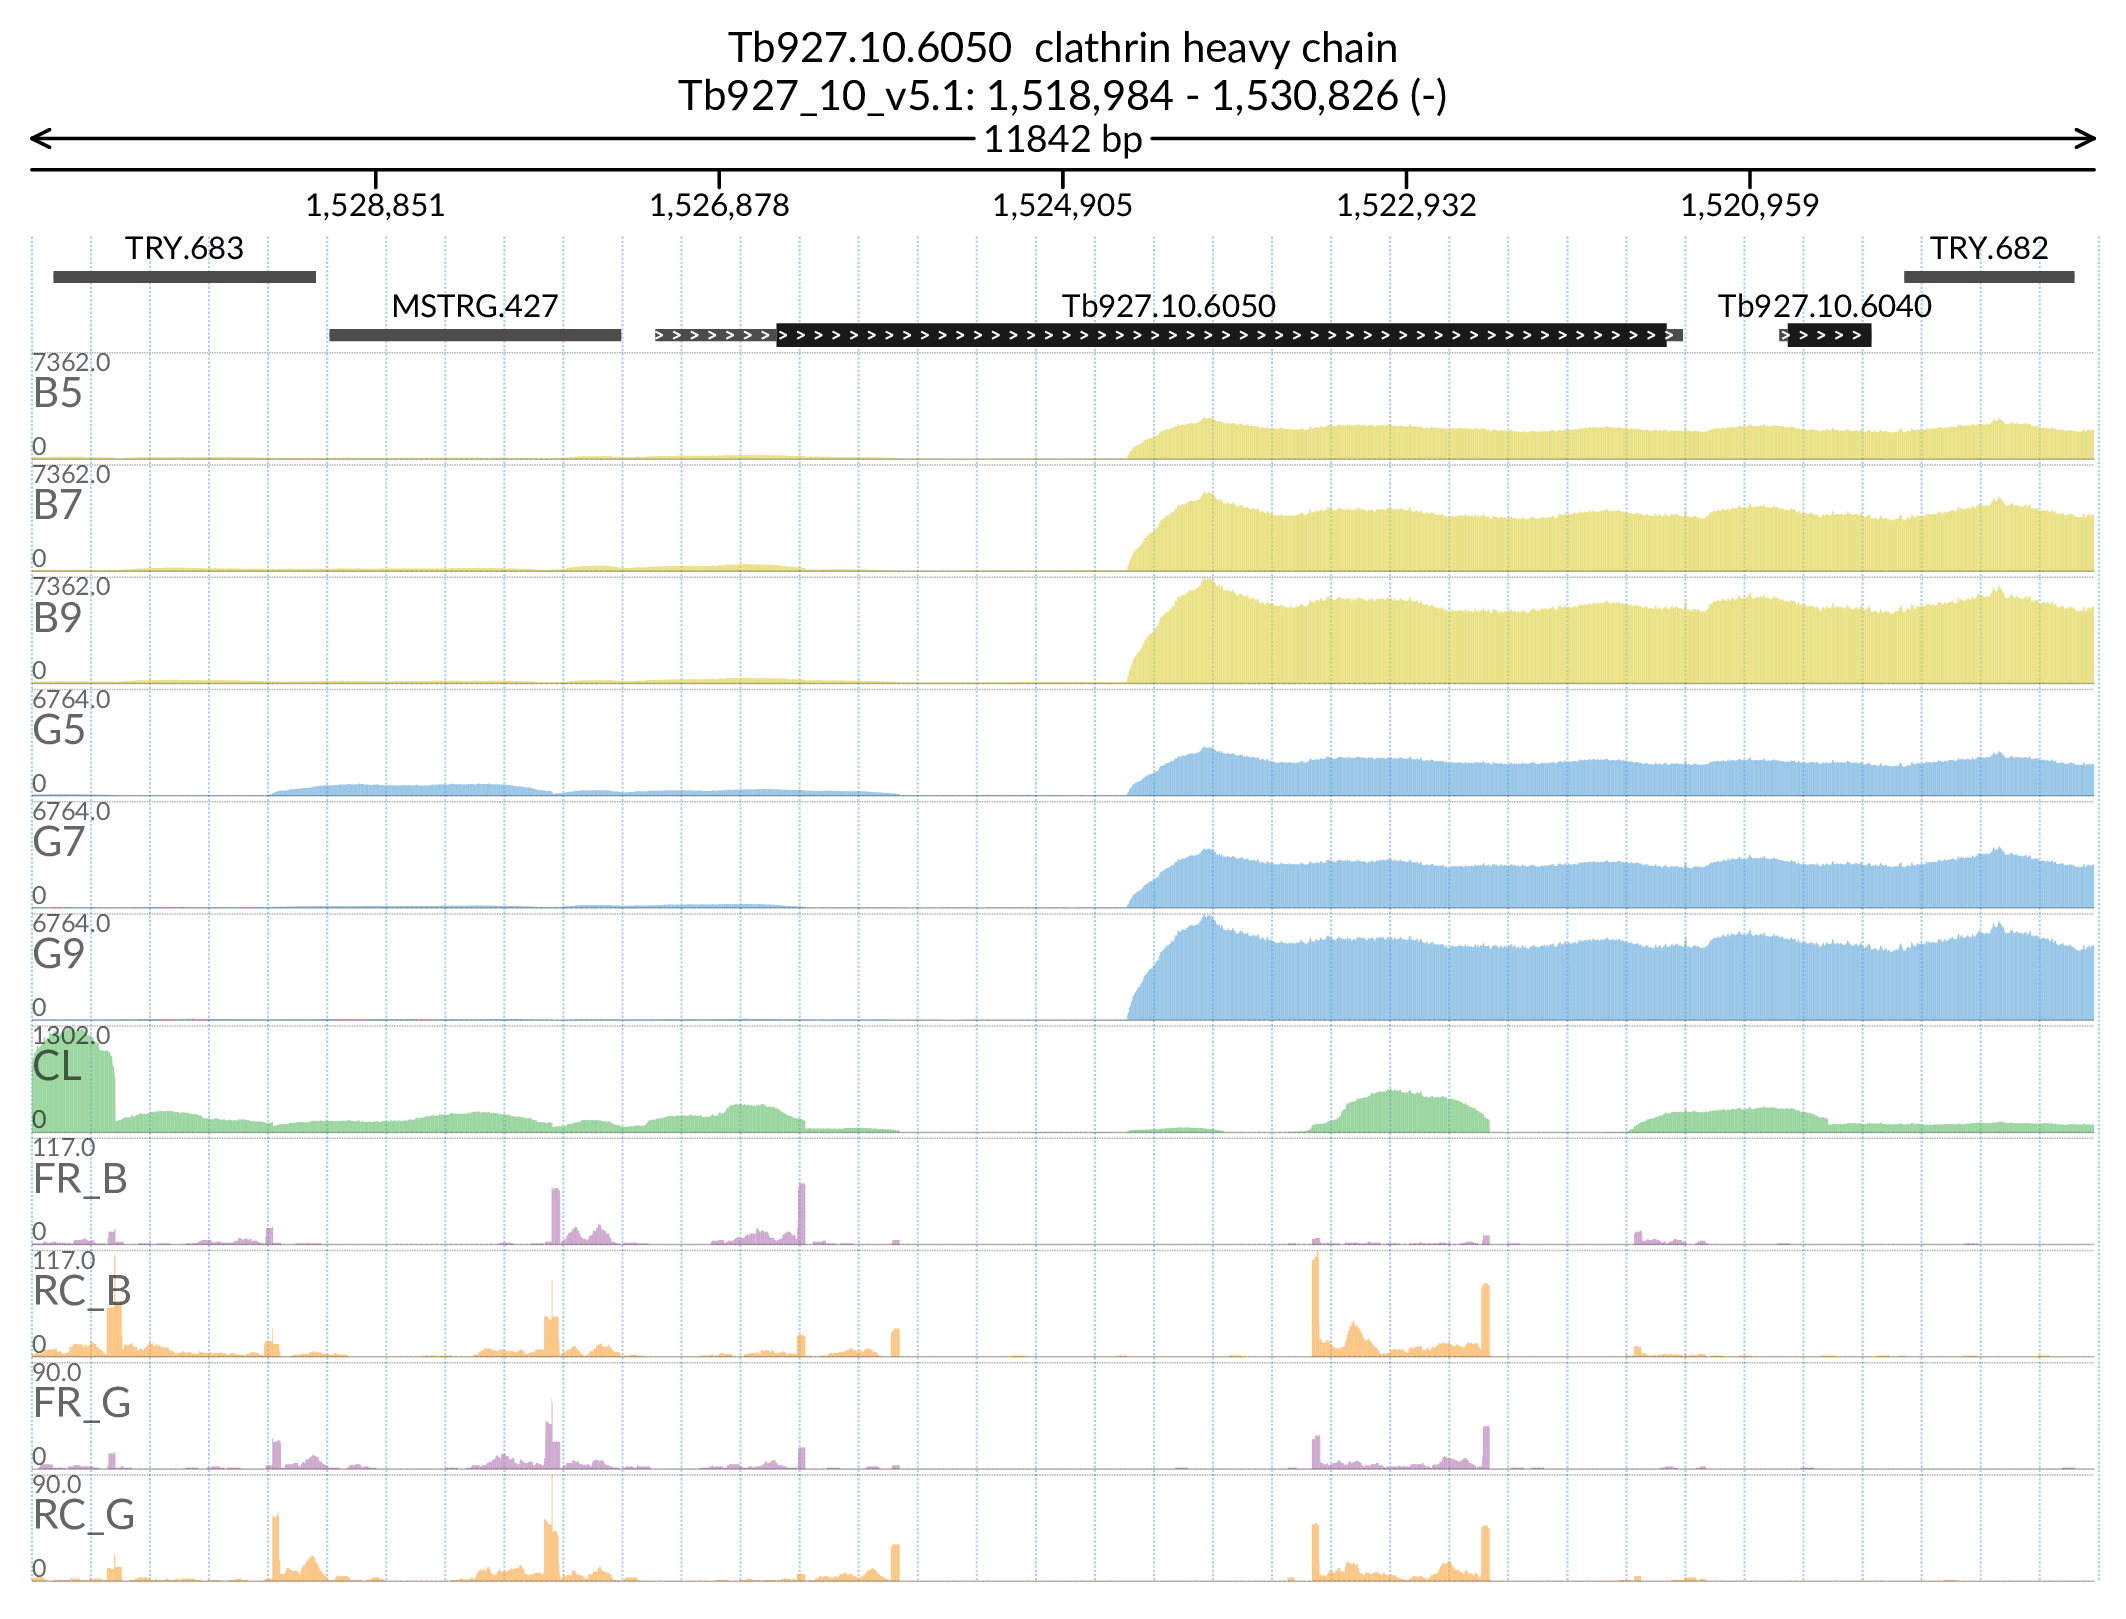 Tb927.10.6050  clathrin heavy chain
Tb927_10_v5.1: 1,518,984 - 1,530,826 (-)
11842 bp
1,528,851 1,526,878 1,524,905 1,522,932 1,520,959
TRY.683 TRY.682
MSTRG.427 Tb927.10.6050 Tb927.10.6040
7362.0
B5
0
7362.0
B7
0
7362.0
B9
0
6764.0
G5
0
6764.0
G7
0
6764.0
G9
0
1302.0
CL
0
117.0
FR_B
0
117.0
RC_B
0
90.0
FR_G
0
90.0
RC_G
0